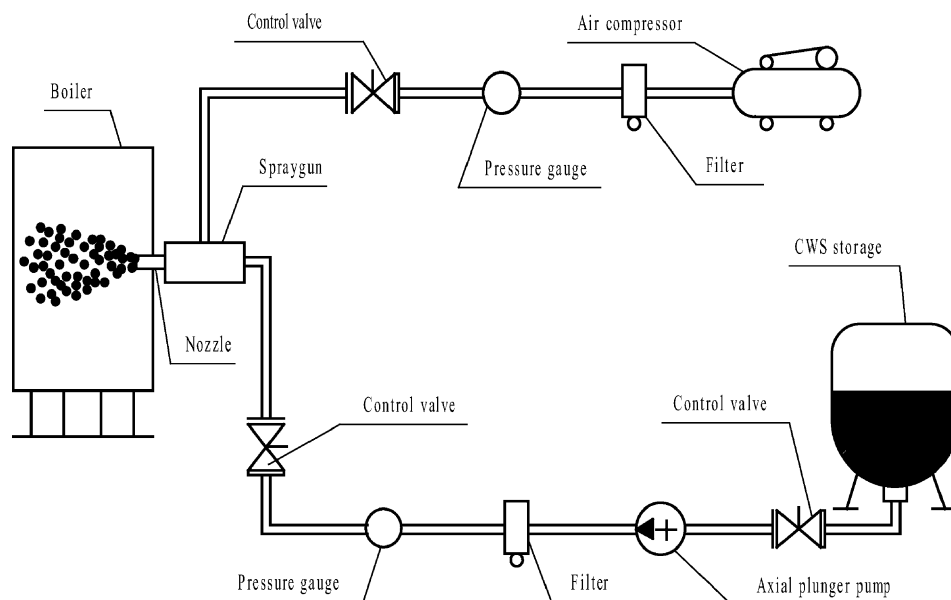 Control valve
Air compressor
Boiler
Spraygun
Pressure gauge
Filter
CWS storage
Nozzle
Control valve
Control valve
Pressure gauge
Filter
Axial plunger pump